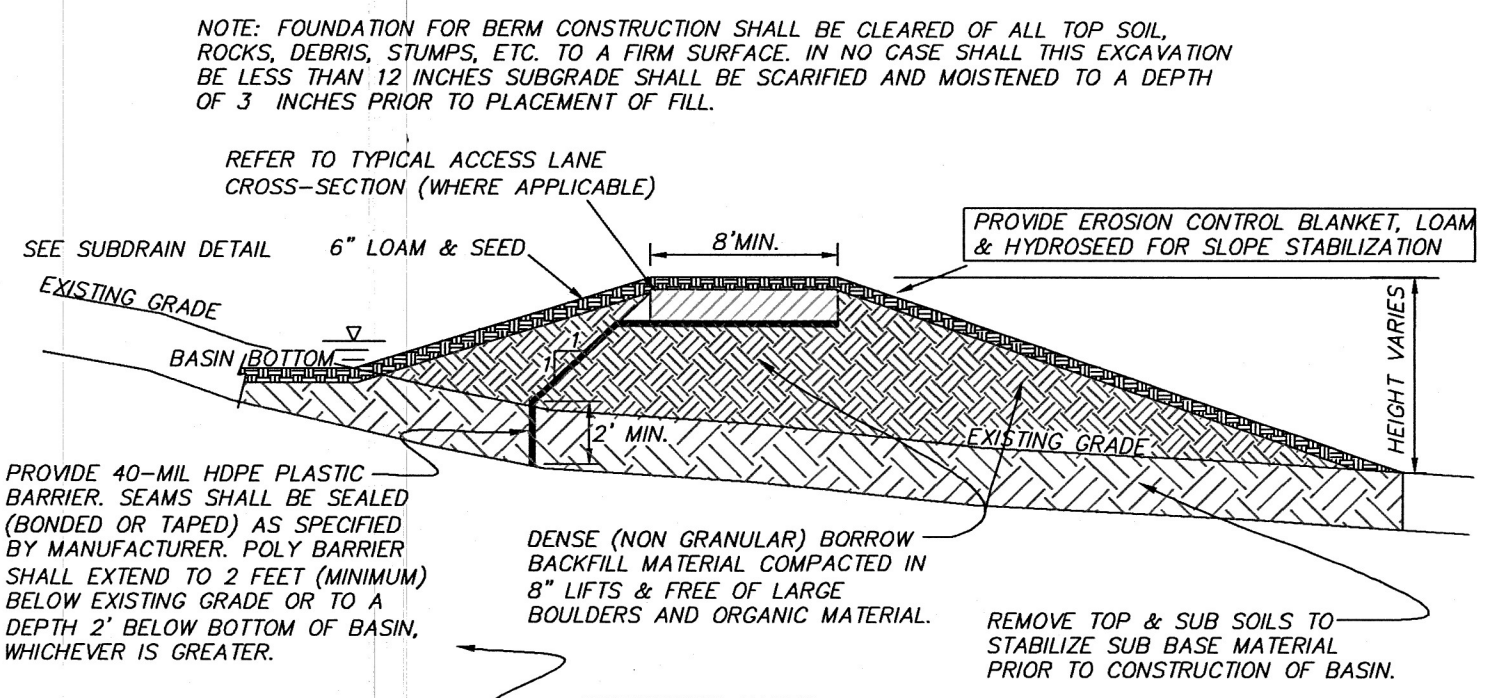 NOTE: FOUNDATION FOR BERM CONSTRUCTION SHALL BE CLEARED OF ALL TOP SOIL,
ROCKS, DEBRIS, STUMPS, ETC. TO A FIRM SURFACE. IN NO CASE SHALL THIS EXCAVATION
BE LESS THAN 12 INCHES SUBGRADE SHALL BE SCARIFIED AND MOISTENED TO A DEPTH
OF 3 INCHES PRIOR TO PLACEMENT OF FILL.
REFER TO TYPICAL ACCESS LANE
CROSS-SECTION (WHERE APPLICABLE)
SEE SUBDRAIN DETAIL
6" LOAM & SEED
8'MIN.
PROVIDE EROSION CONTROL BLANKET, LOAM
& HYDROSEED FOR SLOPE STABILIZATION
EXISTING GRADE
BASIN BOTTOM
1
1
HEIGHT VARIES
2' MIN.
EXISTING GRADE
PROVIDE 40-MIL HDPE PLASTIC
BARRIER. SEAMS SHALL BE SEALED
(BONDED OR TAPED) AS SPECIFIED
BY MANUFACTURER. POLY BARRIER
SHALL EXTEND TO 2 FEET (MINIMUM)
BELOW EXISTING GRADE OR TO A
DEPTH 2' BELOW BOTTOM OF BASIN,
WHICHEVER IS GREATER.
DENSE (NON GRANULAR) BORROW
BACKFILL MATERIAL COMPACTED IN
8" LIFTS & FREE OF LARGE
BOULDERS AND ORGANIC MATERIAL.
REMOVE TOP & SUB SOILS TO
STABILIZE SUB BASE MATERIAL
PRIOR TO CONSTRUCTION OF BASIN.